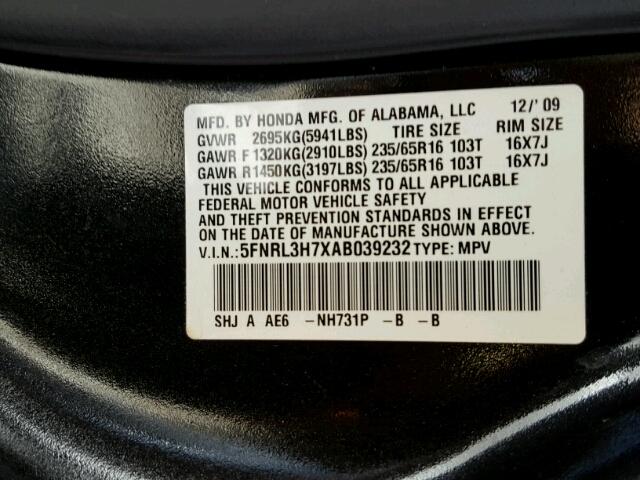 MFD. BY HONDA MFG. OF ALABAMA, LLC 12/'09
GVWR 2695KG(5941LBS) TIRE SIZE RIM SIZE
GAWR F1320KG(2910LBS) 235/65R16 103T 16X7J
GAWR R1450KG(3197LBS) 235/65R16 103T 16X7J
THIS VEHICLE CONFORMS TO ALL APPLICABLE
FEDERAL MOTOR VEHICLE SAFETY
AND THEFT PREVENTION STANDARDS IN EFFECT
ON THE DATE OF MANUFACTURE SHOWN ABOVE.
V.I.N.:5FNRL3H7XAB039232 TYPE: MPV
SHJ A AE6 -NH731P -B -B